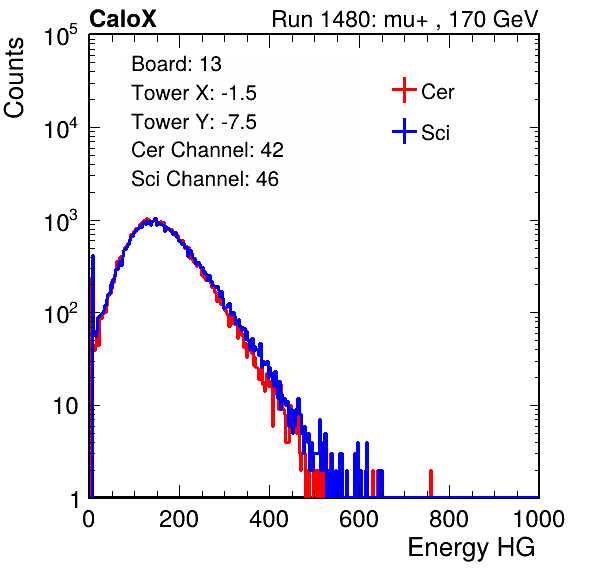 CaloX Run 1480: mu+ , 170 GeV
Counts
Board: 13
Tower X: -1.5
Tower Y: -7.5
Cer Channel: 42
Sci Channel: 46
Cer
Sci
10^5
10^4
10^3
10^2
10
1
0 200 400 600 800 1000
Energy HG